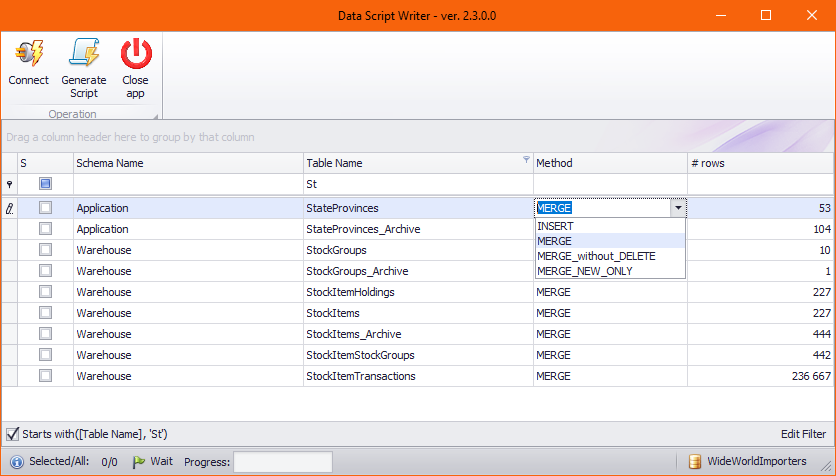 Data Script Writer - ver. 2.3.0.0
Connect
Generate Script
Close app
Operation
Drag a column header here to group by that column
S Schema Name Table Name Method # rows
St
Application StateProvinces MERGE 53
Application StateProvinces_Archive INSERT 104
Warehouse StockGroups MERGE 10
Warehouse StockGroups_Archive MERGE_without_DELETE 1
MERGE_NEW_ONLY
Warehouse StockItemHoldings MERGE 227
Warehouse StockItems MERGE 227
Warehouse StockItems_Archive MERGE 444
Warehouse StockItemStockGroups MERGE 442
Warehouse StockItemTransactions MERGE 236 667
Starts with([Table Name], 'St') Edit Filter
Selected/All: 0/0 Wait Progress: WideWorldImporters